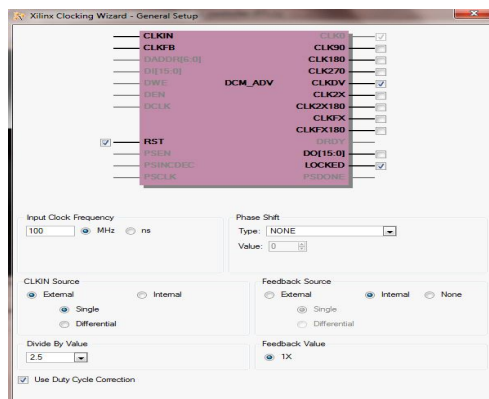 Xilinx Clocking Wizard - General Setup
CLKIN
CLKFB
DADDR[6:0]
DI[15:0]
DWE
DEN
DCLK
RST
PSEN
PSINCDEC
PSCLK
DCM_ADV
CLK0
CLK90
CLK180
CLK270
CLKDV
CLK2X
CLK2X180
CLKFX
CLKFX180
DRDY
DO[15:0]
LOCKED
PSDONE
Input Clock Frequency
100 MHz ns
Phase Shift
Type: NONE
Value: 0
CLKIN Source
External Internal
Single
Differential
Feedback Source
External Internal None
Single
Differential
Divide By Value
2.5
Feedback Value
1X
Use Duty Cycle Correction